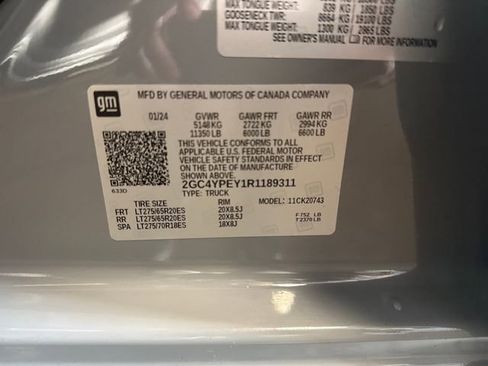 MAX TONGUE WEIGHT: 839 KG 1850 LBS
GOOSENECK TWR: 8664 KG 19100 LBS
MAX TONGUE WEIGHT: 1300 KG 2865 LBS
SEE OWNER'S MANUAL FOR MORE INFORMATION
gm
MFD BY GENERAL MOTORS OF CANADA COMPANY
01/24 GVWR GAWR FRT GAWR RR
5148 KG 2722 KG 2994 KG
11350 LB 6000 LB 6600 LB
THIS VEHICLE CONFORMS TO ALL
APPLICABLE U.S. FEDERAL MOTOR
VEHICLE SAFETY STANDARDS IN
EFFECT ON THE DATE OF MANUFACTURE
SHOWN ABOVE.
633D
2GC4YPEY1R1189311
TYPE: TRUCK
TIRE SIZE RIM MODEL: 11CK20743
FRT LT275/65R20ES 20X8.5J
RR LT275/65R20ES 20X8.5J
SPA LT275/70R18ES 18X8J
F:752 LB
T:2378 LB